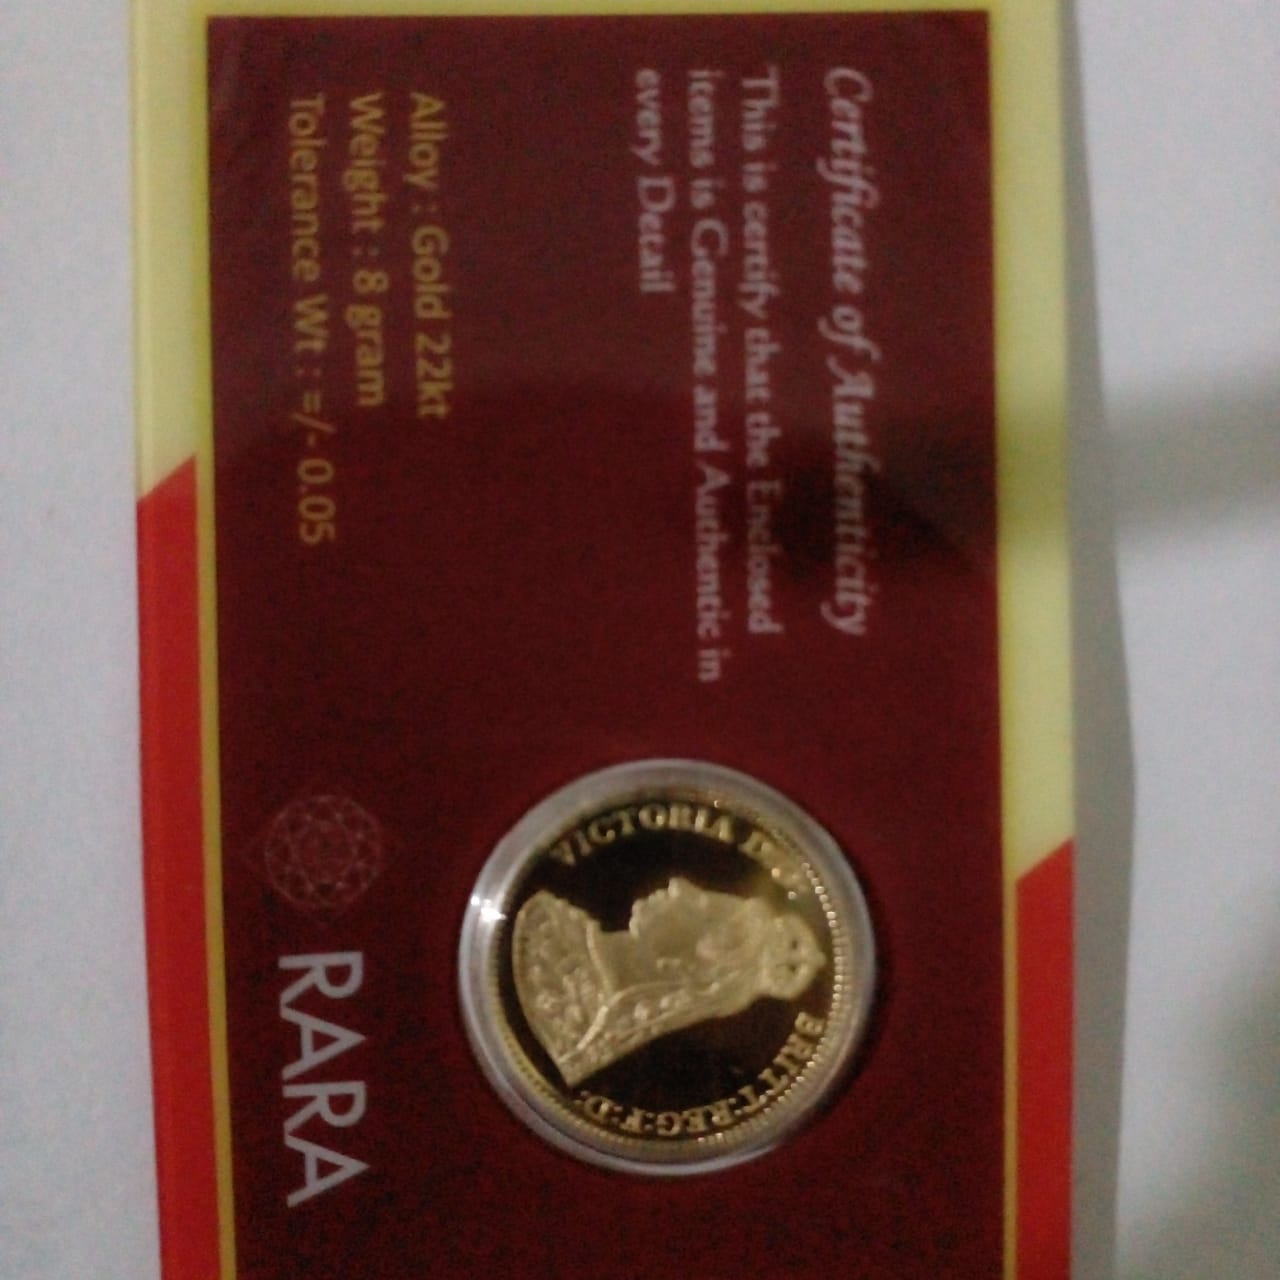 Certificate of Authenticity
This is certify that the Enclosed
items is Genuine and Authentic in
every Detail
Alloy : Gold 22kt
Weight : 8 gram
Tolerance Wt : =/- 0.05
VICTORIA D: G:
BRITT:REG:F:D:
RARA